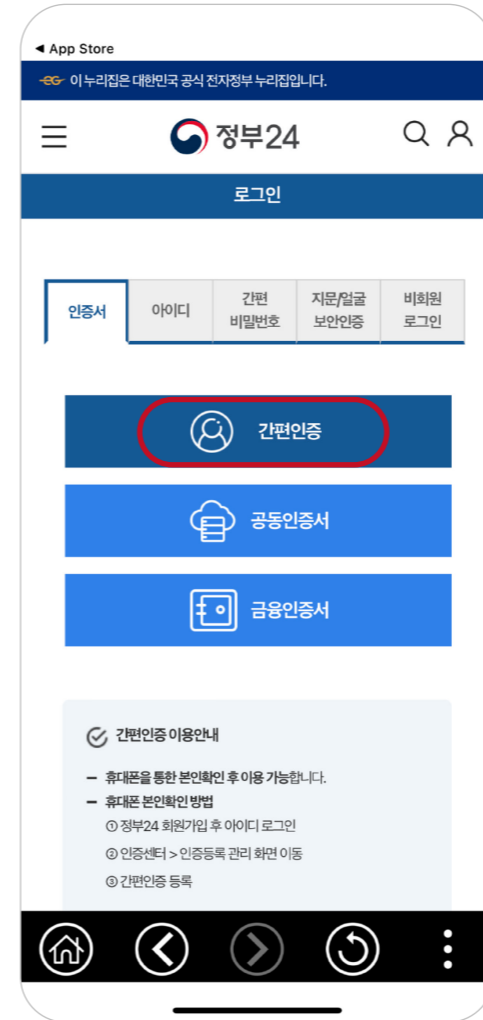 ◀ App Store
이 누리집은 대한민국 공식 전자정부 누리집입니다.
정부24
로그인
인증서
아이디
간편
비밀번호
지문/얼굴
보안인증
비회원
로그인
간편인증
공동인증서
금융인증서
간편인증 이용안내
– 휴대폰을 통한 본인확인 후 이용 가능합니다.
– 휴대폰 본인확인 방법
① 정부24 회원가입 후 아이디 로그인
② 인증센터 > 인증등록 관리 화면 이동
③ 간편인증 등록